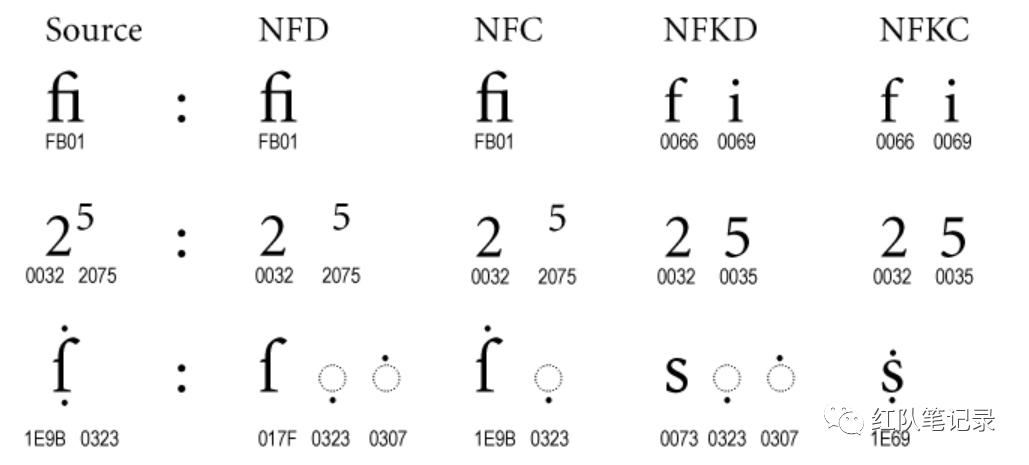 Source NFD NFC NFKD NFKC
ﬁ : ﬁ ﬁ f i f i
FB01 FB01 FB01 0066 0069 0066 0069
2⁵ : 2 ⁵ 2 ⁵ 2 5 2 5
0032 2075 0032 2075 0032 2075 0032 0035 0032 0035
ẛ̣ : ſ ◌̣ ◌̇ ẛ ◌̣ s ◌̣ ◌̇ ṩ
1E9B 0323 017F 0323 0307 1E9B 0323 0073 0323 0307 1E69
红队笔记录